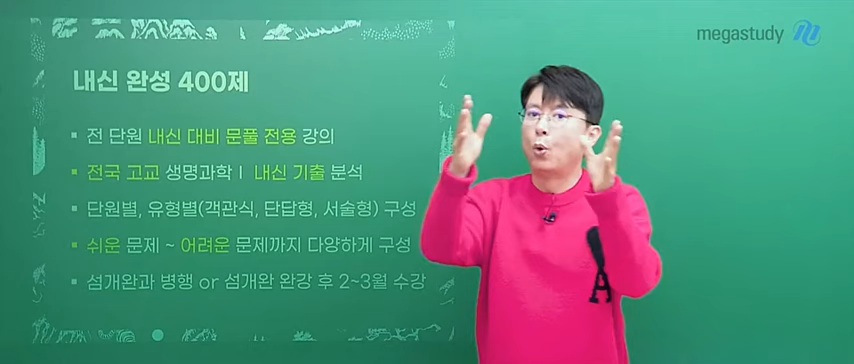 megastudy
내신 완성 400제
▪ 전 단원 내신 대비 문풀 전용 강의
▪ 전국 고교 생명과학Ⅰ 내신 기출 분석
▪ 단원별, 유형별(객관식, 단답형, 서술형) 구성
▪ 쉬운 문제 ~ 어려운 문제까지 다양하게 구성
▪ 섬개완과 병행 or 섬개완 완강 후 2~3월 수강
A